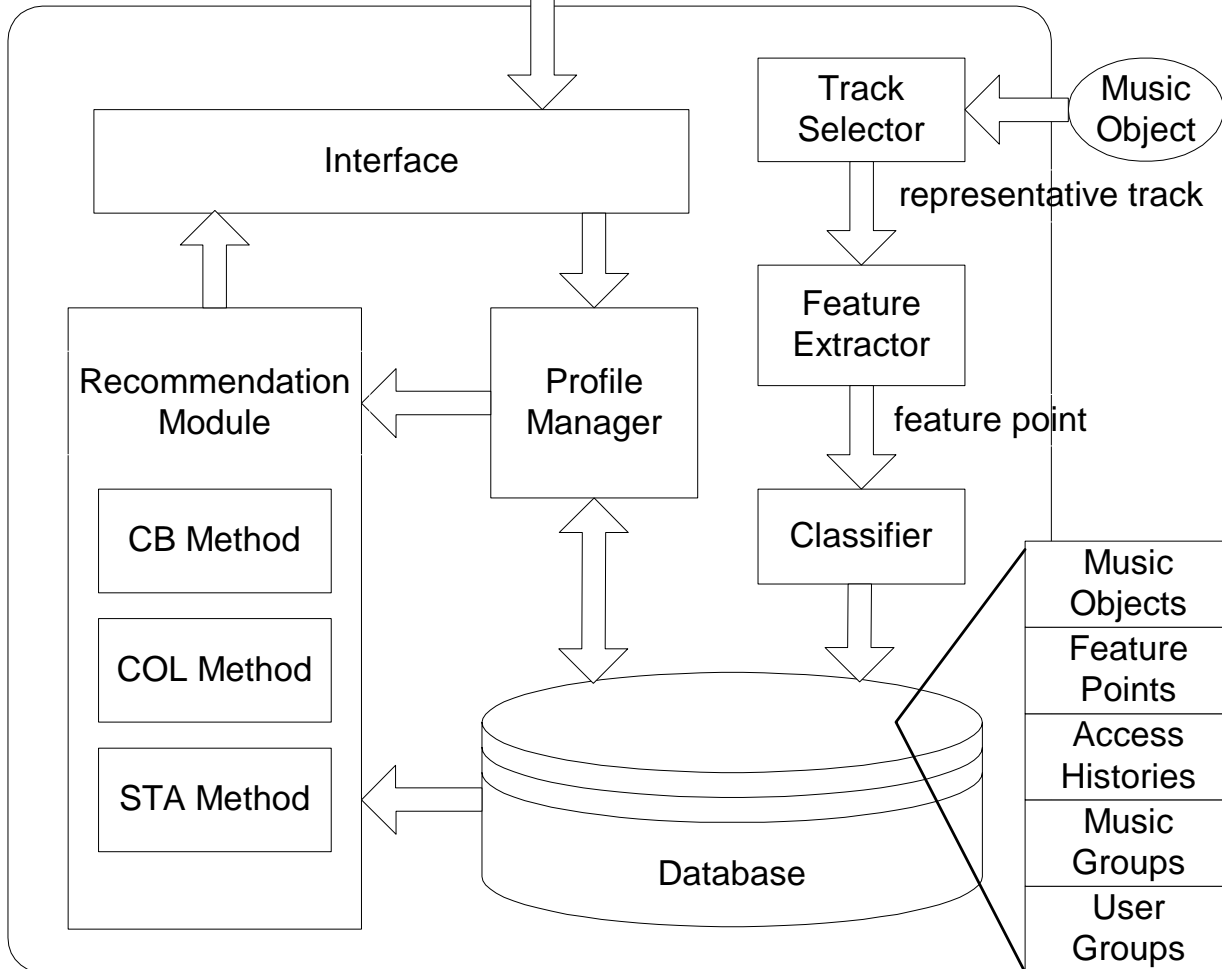 Track
Selector
Music
Object
Interface
representative track
Feature
Extractor
Recommendation
Module
Profile
Manager
feature point
CB Method
Classifier
Music
Objects
COL Method
Feature
Points
STA Method
Access
Histories
Database
Music
Groups
User
Groups